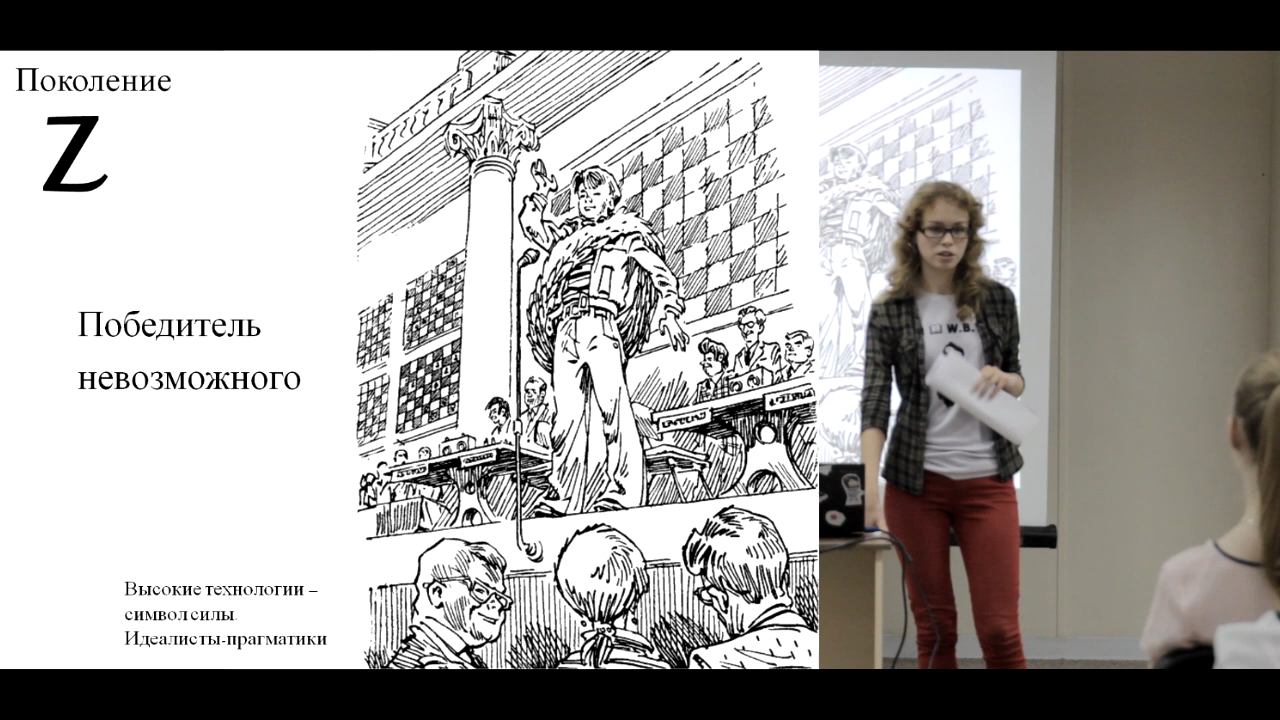 Поколение
Z
Победитель
невозможного
Высокие технологии –
символ силы.
Идеалисты-прагматики
W.B.